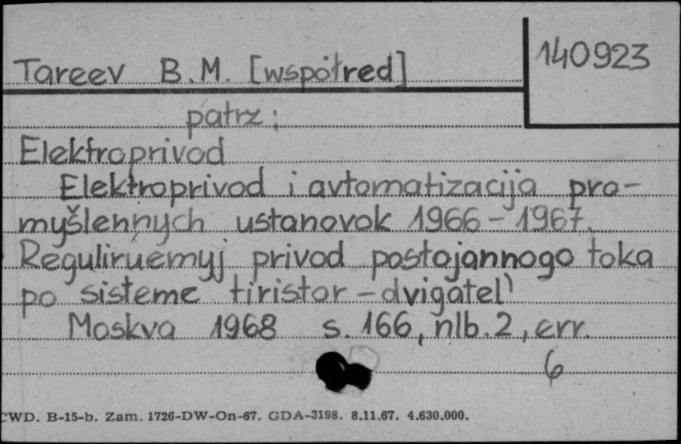 140923
Tareev B.M. [współred]
patrz:
Elektroprivod
Elektroprivod i avtomatizacija pro-
myšlennych ustanovok 1966-1967.
Reguliruemyj privod postojannogo toka
po sisteme tiristor-dvigatel'
Moskva 1968 s. 166, nlb. 2, err.
6
CWD. B-15-b. Zam. 1726-DW-On-67. GDA-3198. 8.11.67. 4.630.000.